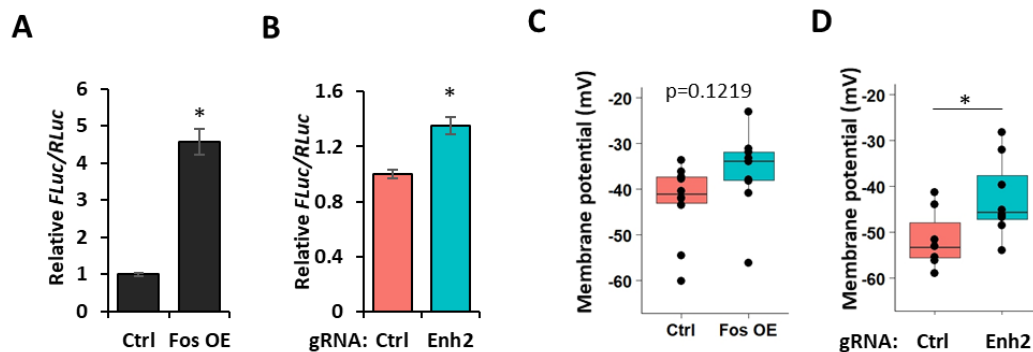 A
Relative FLuc/RLuc
6
5
4
3
2
1
0
*
Ctrl Fos OE
B
Relative FLuc/RLuc
1.6
1.2
0.8
0.4
0
*
gRNA: Ctrl Enh2
C
Membrane potential (mV)
p=0.1219
-20
-30
-40
-50
-60
Ctrl Fos OE
D
Membrane potential (mV)
*
-20
-30
-40
-50
-60
gRNA: Ctrl Enh2